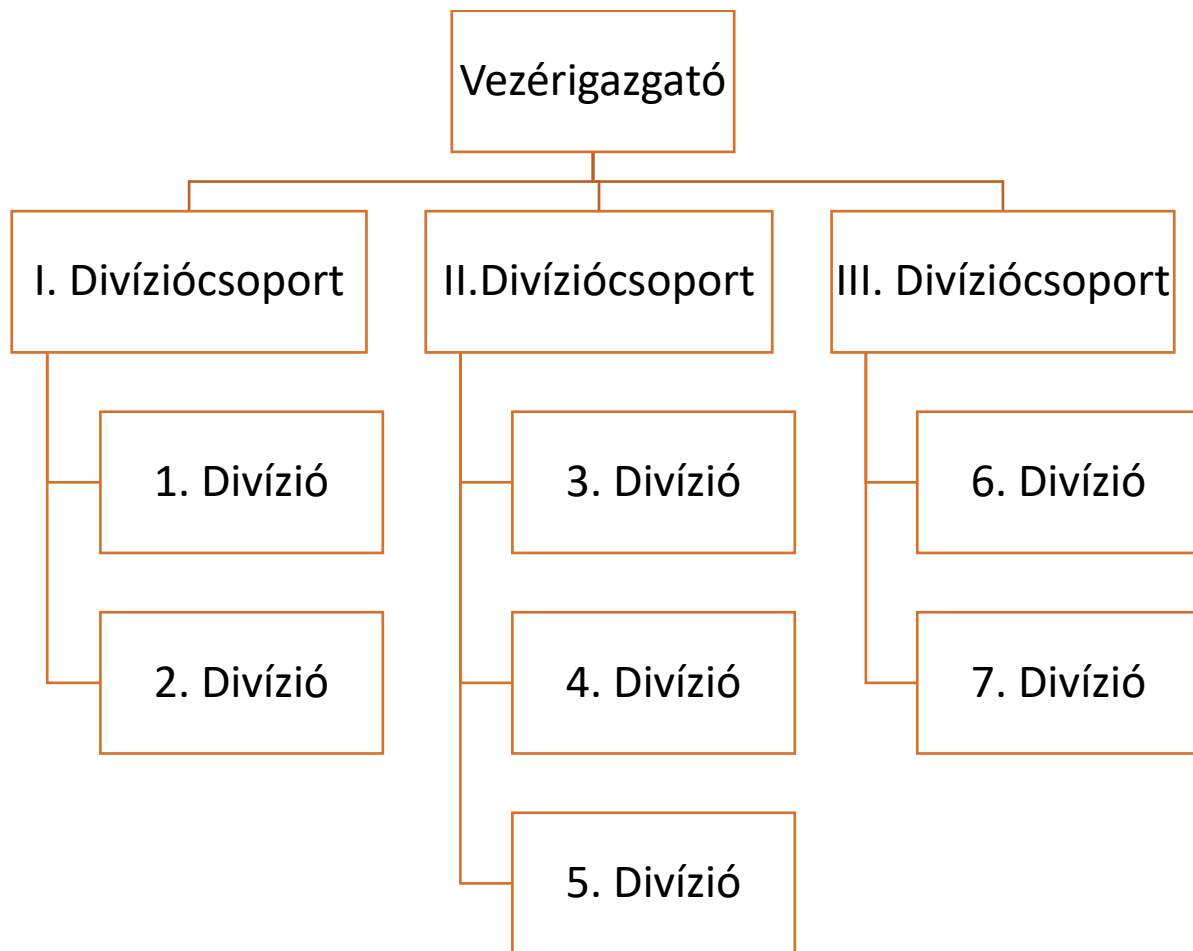 Vezérigazgató
I. Divíziócsoport
1. Divízió
2. Divízió
II.Divíziócsoport
3. Divízió
4. Divízió
5. Divízió
III. Divíziócsoport
6. Divízió
7. Divízió